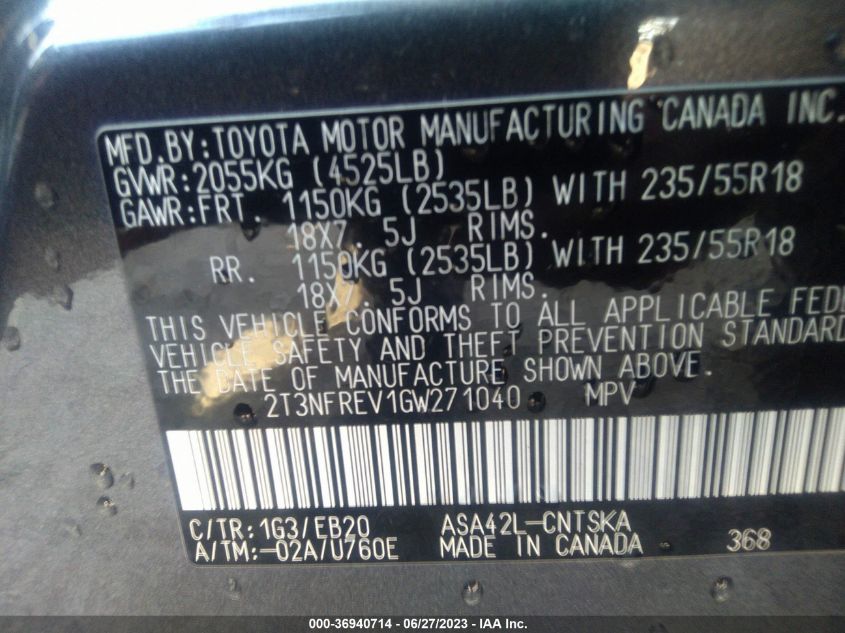 MFD.BY:TOYOTA MOTOR MANUFACTURING CANADA INC.
GVWR:2055KG (4525LB)
GAWR:FRT. 1150KG (2535LB) WITH 235/55R18
18X7.5J RIMS.
RR. 1150KG (2535LB) WITH 235/55R18
18X7.5J RIMS.
THIS VEHICLE CONFORMS TO ALL APPLICABLE
VEHICLE SAFETY AND THEFT PREVENTION STANDARD
THE DATE OF MANUFACTURE SHOWN ABOVE.
2T3NFREV1GW271040 MPV
C/TR:1G3/EB20 ASA42L-CNTSKA
A/TM:-02A/U760E MADE IN CANADA 368
000-36940714 — 06/27/2023 — IAA Inc.